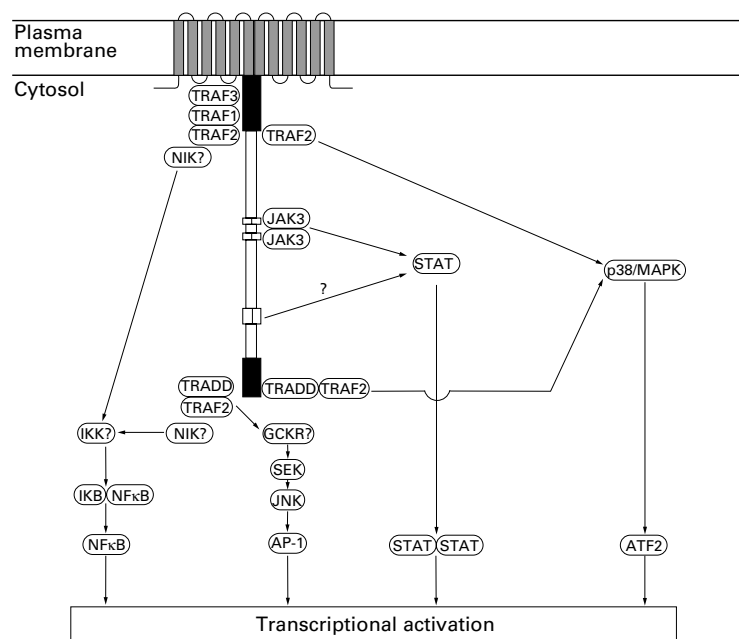 Plasma
membrane
Cytosol
TRAF3
TRAF1
TRAF2 TRAF2
NIK?
JAK3
JAK3
STAT
p38/MAPK
?
TRADD TRADD TRAF2
TRAF2
IKK? NIK? GCKR?
SEK
IKB NFκB JNK
NFκB AP-1 STAT STAT ATF2
Transcriptional activation